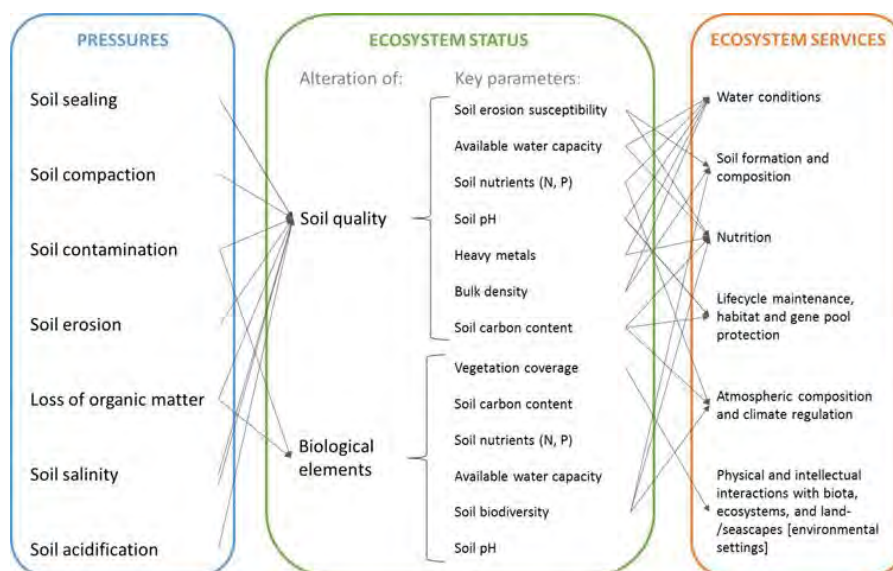 PRESSURES
Soil sealing
Soil compaction
Soil contamination
Soil erosion
Loss of organic matter
Soil salinity
Soil acidification
ECOSYSTEM STATUS
Alteration of:
Soil quality
Biological
elements
Key parameters:
Soil erosion susceptibility
Available water capacity
Soil nutrients (N, P)
Soil pH
Heavy metals
Bulk density
Soil carbon content
Vegetation coverage
Soil carbon content
Soil nutrients (N, P)
Available water capacity
Soil biodiversity
Soil pH
ECOSYSTEM SERVICES
Water conditions
Soil formation and
composition
Nutrition
Lifecycle maintenance,
habitat and gene pool
protection
Atmospheric composition
and climate regulation
Physical and intellectual
interactions with biota,
ecosystems, and land-
/seascapes [environmental
settings]